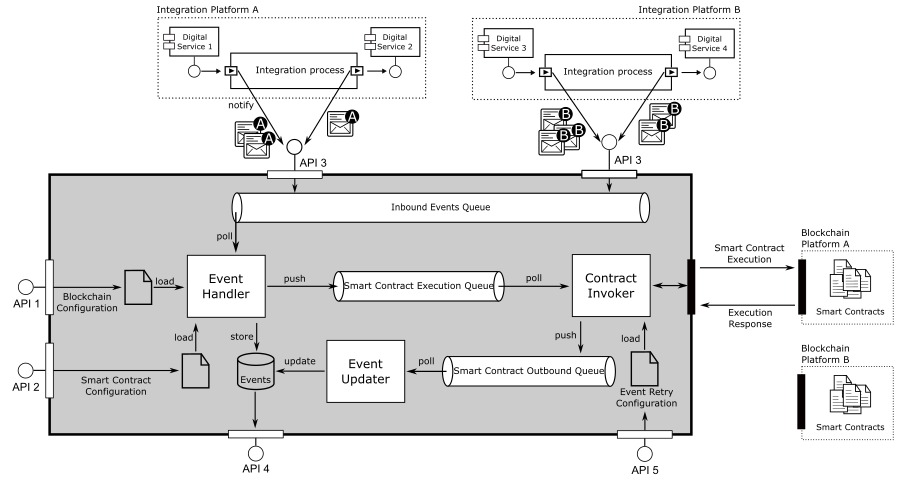 Integration Platform A
Integration Platform B
Digital
Service 1
Digital
Service 2
Digital
Service 3
Digital
Service 4
Integration process
Integration process
notify
A
A
A
B
B
B
B
B
API 3
API 3
Inbound Events Queue
poll
Blockchain
Platform A
Smart Contract
Execution
Event
Handler
load
push
Smart Contract Execution Queue
poll
Contract
Invoker
API 1
Blockchain
Configuration
Execution
Response
Smart Contracts
load
store
push
load
Blockchain
Platform B
API 2
Smart Contract
Configuration
Events
update
Event
Updater
poll
Smart Contract Outbound Queue
Event Retry
Configuration
Smart Contracts
API 4
API 5